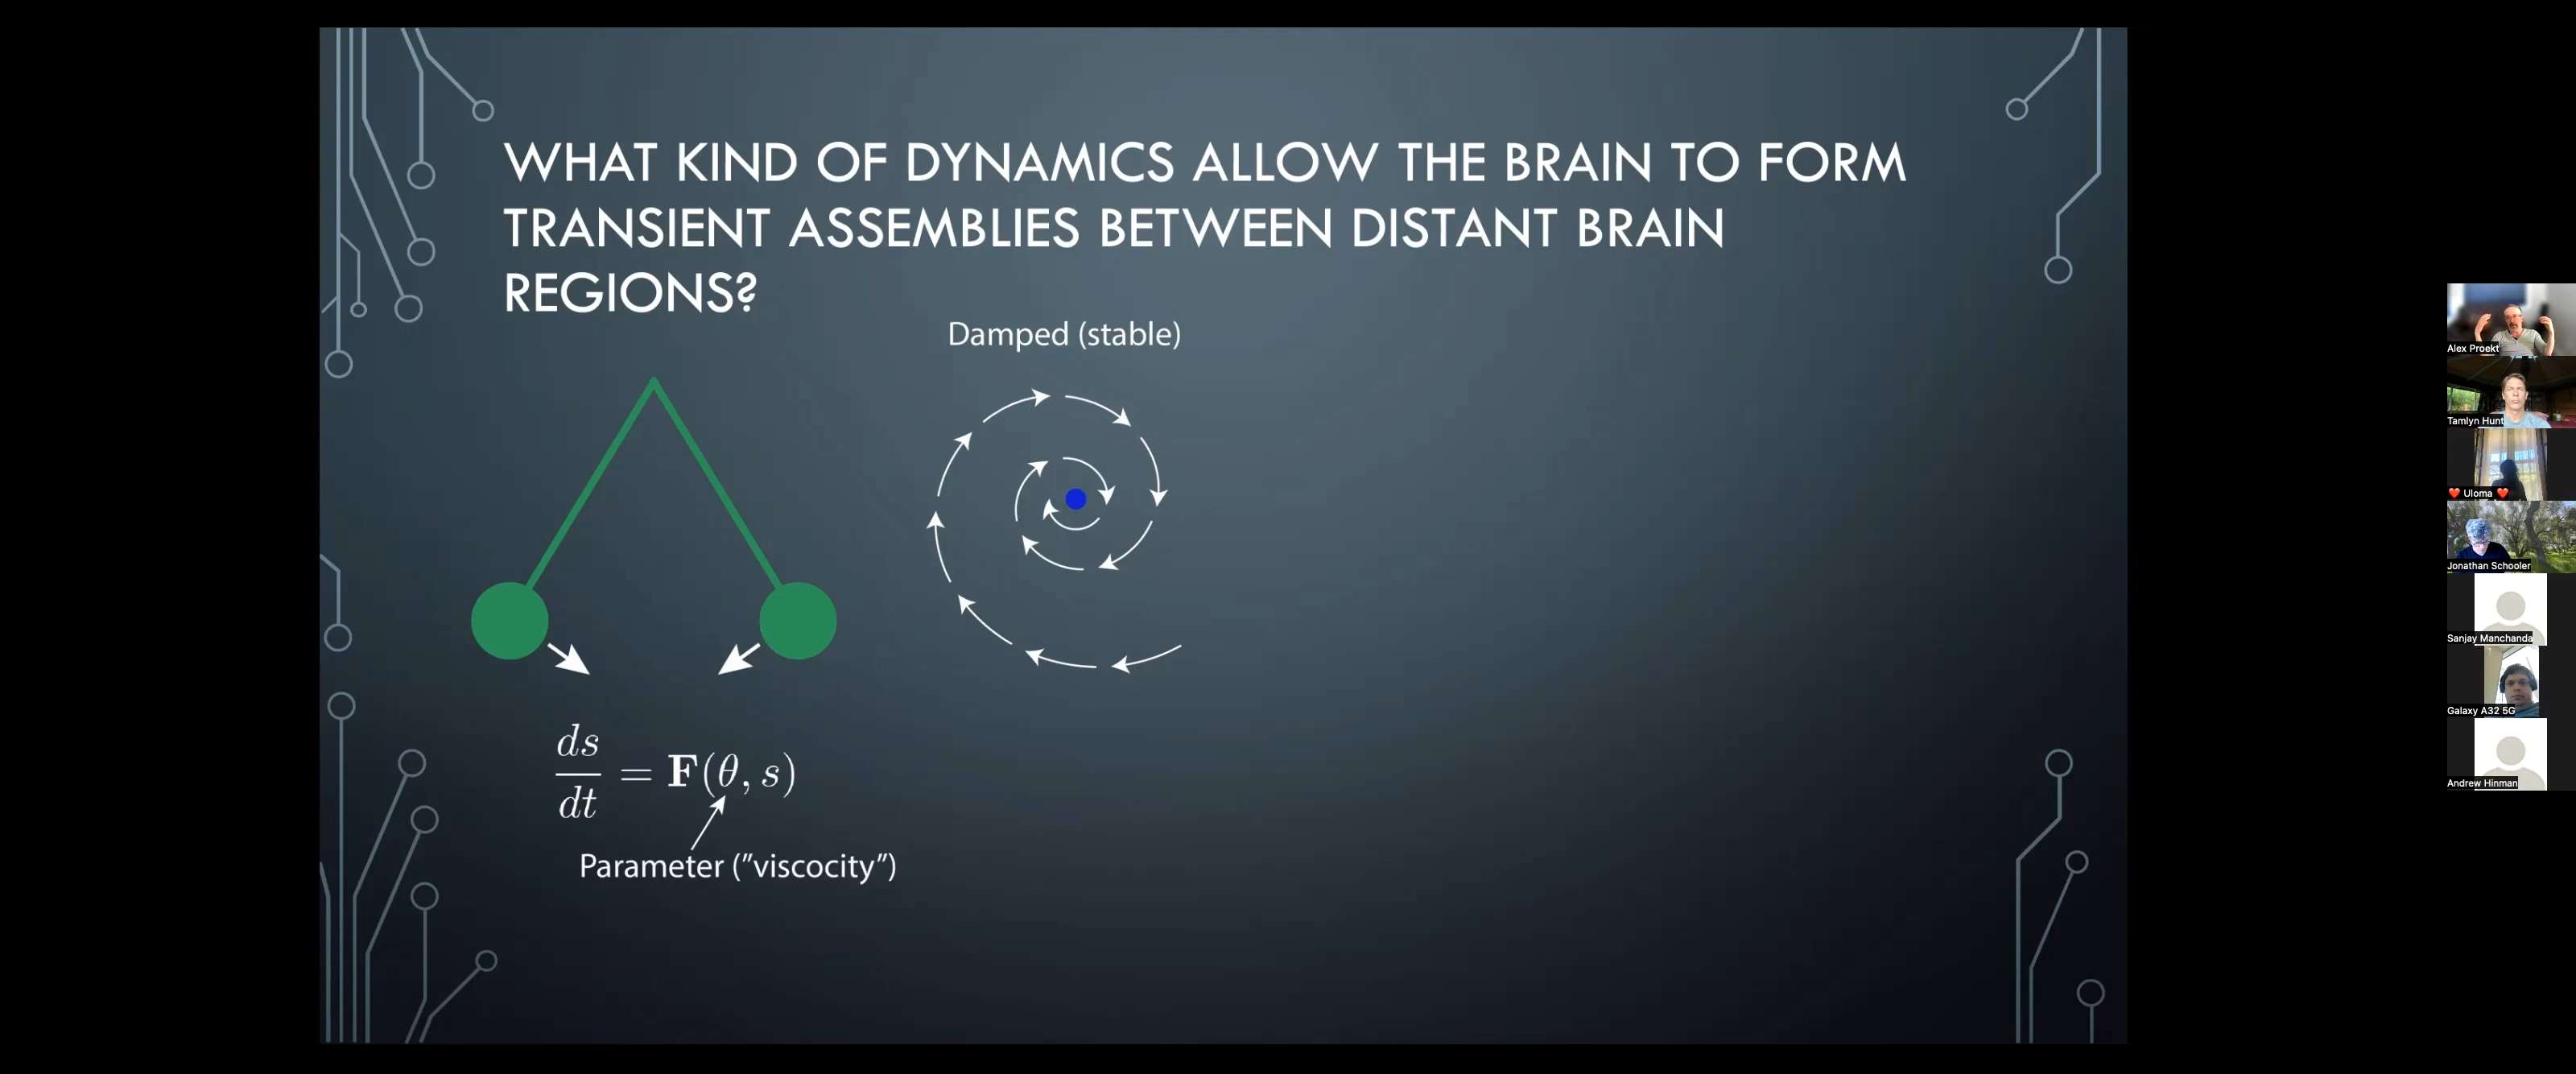 WHAT KIND OF DYNAMICS ALLOW THE BRAIN TO FORM
TRANSIENT ASSEMBLIES BETWEEN DISTANT BRAIN
REGIONS?
Damped (stable)
ds/dt = F(θ, s)
Parameter (”viscocity”)
Alex Proekt
Tamlyn Hunt
❤️ Uloma ❤️
Jonathan Schooler
Sanjay Manchanda
Galaxy A32 5G
Andrew Hinman